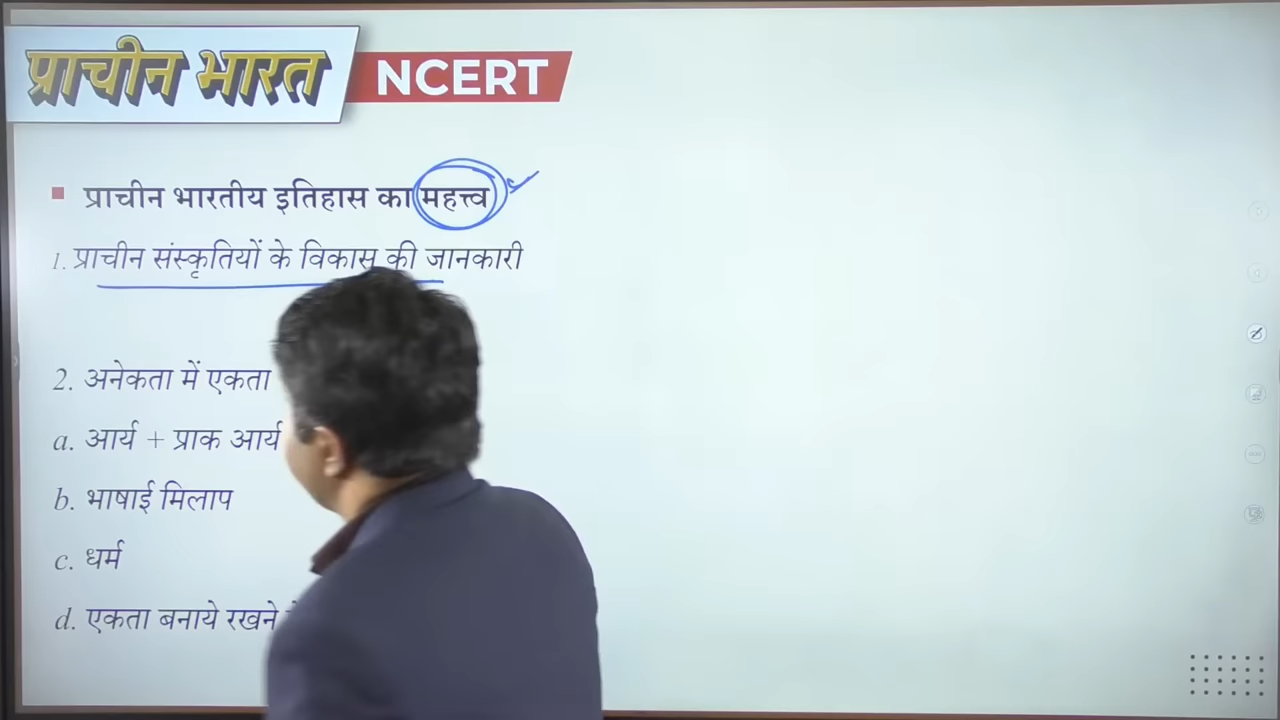 प्राचीन भारत NCERT
प्राचीन भारतीय इतिहास का महत्त्व
1. प्राचीन संस्कृतियों के विकास की जानकारी
2. अनेकता में एकता
a. आर्य + प्राक आर्य
b. भाषाई मिलाप
c. धर्म
d. एकता बनाये रखने